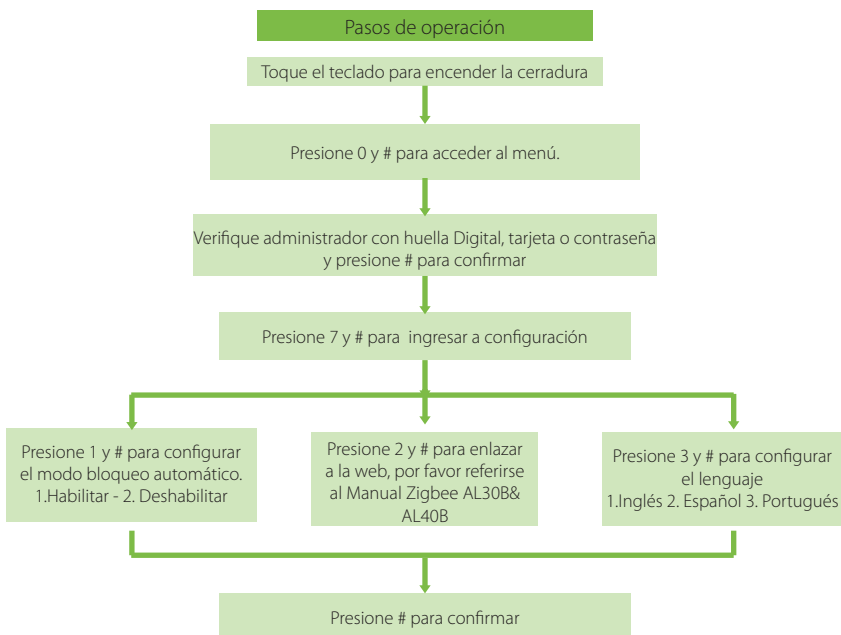 Pasos de operación
Toque el teclado para encender la cerradura
Presione 0 y # para acceder al menú.
Verifique administrador con huella Digital, tarjeta o contraseña
y presione # para confirmar
Presione 7 y # para ingresar a configuración
Presione 1 y # para configurar
el modo bloqueo automático.
1.Habilitar - 2. Deshabilitar
Presione 2 y # para enlazar
a la web, por favor referirse
al Manual Zigbee AL30B&
AL40B
Presione 3 y # para configurar
el lenguaje
1.Inglés 2. Español 3. Portugués
Presione # para confirmar